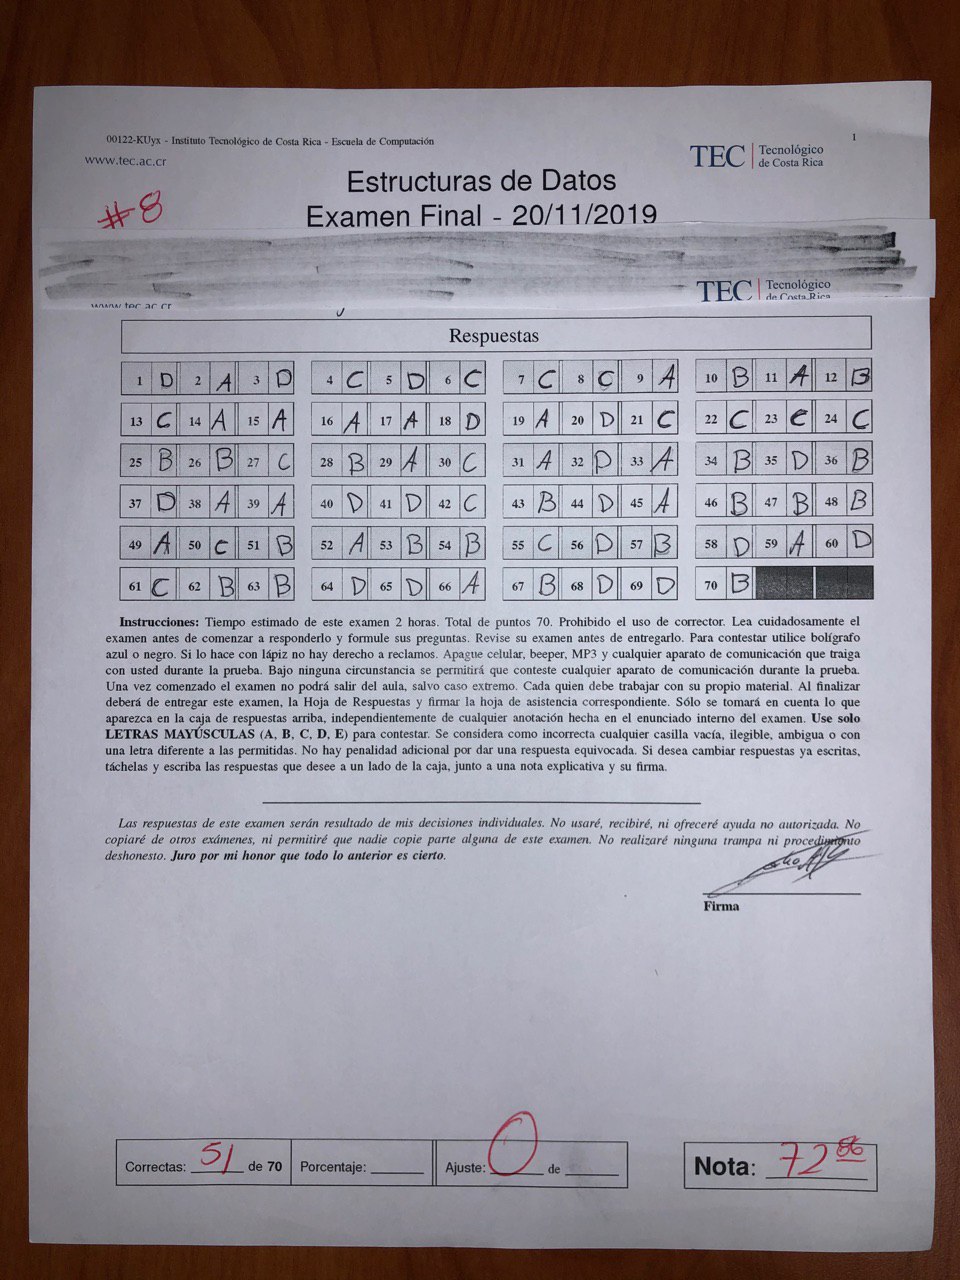 00122-KUyx - Instituto Tecnológico de Costa Rica - Escuela de Computación
1
www.tec.ac.cr
TEC | Tecnológico de Costa Rica
#8
Estructuras de Datos
Examen Final - 20/11/2019
TEC | Tecnológico
de Costa Rica
www.tec.ac.cr
Respuestas
1 D 2 A 3 D 4 C 5 D 6 C 7 C 8 C 9 A 10 B 11 A 12 B
13 C 14 A 15 A 16 A 17 A 18 D 19 A 20 D 21 C 22 C 23 e 24 C
25 B 26 B 27 C 28 B 29 A 30 C 31 A 32 D 33 A 34 B 35 D 36 B
37 D 38 A 39 A 40 D 41 D 42 C 43 B 44 D 45 A 46 B 47 B 48 B
49 A 50 C 51 B 52 A 53 B 54 B 55 C 56 D 57 B 58 D 59 A 60 D
61 C 62 B 63 B 64 D 65 D 66 A 67 B 68 D 69 D 70 B
Instrucciones: Tiempo estimado de este examen 2 horas. Total de puntos 70. Prohibido el uso de corrector. Lea cuidadosamente el
examen antes de comenzar a responderlo y formule sus preguntas. Revise su examen antes de entregarlo. Para contestar utilice bolígrafo
azul o negro. Si lo hace con lápiz no hay derecho a reclamos. Apague celular, beeper, MP3 y cualquier aparato de comunicación que traiga
con usted durante la prueba. Bajo ninguna circunstancia se permitirá que conteste cualquier aparato de comunicación durante la prueba.
Una vez comenzado el examen no podrá salir del aula, salvo caso extremo. Cada quien debe trabajar con su propio material. Al finalizar
deberá de entregar este examen, la Hoja de Respuestas y firmar la hoja de asistencia correspondiente. Sólo se tomará en cuenta lo que
aparezca en la caja de respuestas arriba, independientemente de cualquier anotación hecha en el enunciado interno del examen. Use solo
LETRAS MAYÚSCULAS (A, B, C, D, E) para contestar. Se considera como incorrecta cualquier casilla vacía, ilegible, ambigua o con
una letra diferente a las permitidas. No hay penalidad adicional por dar una respuesta equivocada. Si desea cambiar respuestas ya escritas,
táchelas y escriba las respuestas que desee a un lado de la caja, junto a una nota explicativa y su firma.
Las respuestas de este examen serán resultado de mis decisiones individuales. No usaré, recibiré, ni ofreceré ayuda no autorizada. No
copiaré de otros exámenes, ni permitiré que nadie copie parte alguna de este examen. No realizaré ninguna trampa ni procedimiento
deshonesto. Juro por mi honor que todo lo anterior es cierto.
Firma
Correctas: 51 de 70 Porcentaje: Ajuste: 0 de Nota: 72 86